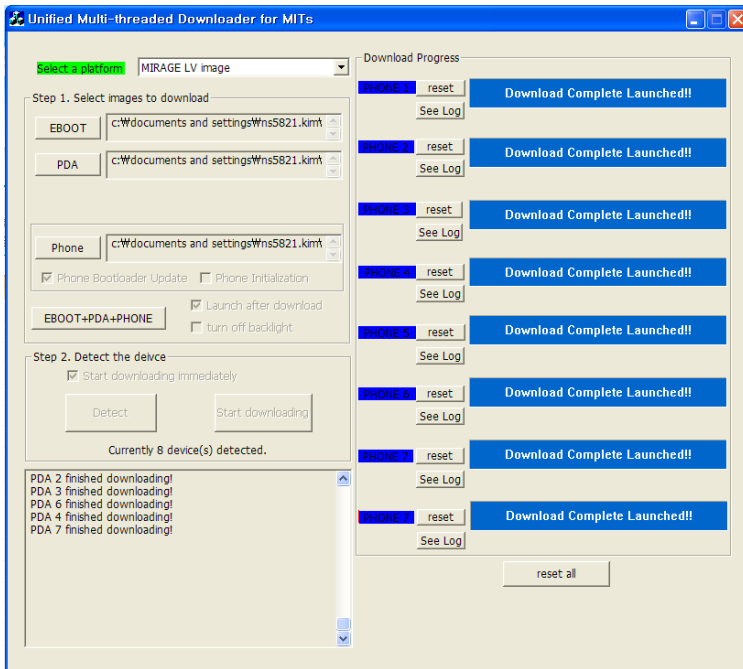 Unified Multi-threaded Downloader for MITs
Select a platform
MIRAGE LV image
Step 1. Select images to download
EBOOT
c:₩documents and settings₩ns5821.kim₩
PDA
c:₩documents and settings₩ns5821.kim₩
Phone
c:₩documents and settings₩ns5821.kim₩
Phone Bootloader Update
Phone Initialization
EBOOT+PDA+PHONE
Launch after download
turn off backlight
Step 2. Detect the deivce
Start downloading immediately
Detect
Start downloading
Currently 8 device(s) detected.
PDA 2 finished downloading!
PDA 3 finished downloading!
PDA 6 finished downloading!
PDA 4 finished downloading!
PDA 7 finished downloading!
Download Progress
PHONE 1
reset
Download Complete Launched!!
See Log
PHONE 2
reset
Download Complete Launched!!
See Log
PHONE 3
reset
Download Complete Launched!!
See Log
PHONE 4
reset
Download Complete Launched!!
See Log
PHONE 5
reset
Download Complete Launched!!
See Log
PHONE 6
reset
Download Complete Launched!!
See Log
PHONE 7
reset
Download Complete Launched!!
See Log
PHONE 7
reset
Download Complete Launched!!
See Log
reset all